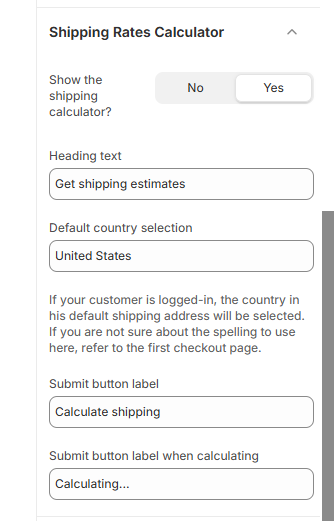 Shipping Rates Calculator
Show the
shipping
calculator?
No
Yes
Heading text
Get shipping estimates
Default country selection
United States
If your customer is logged-in, the country in
his default shipping address will be selected.
If you are not sure about the spelling to use
here, refer to the first checkout page.
Submit button label
Calculate shipping
Submit button label when calculating
Calculating...